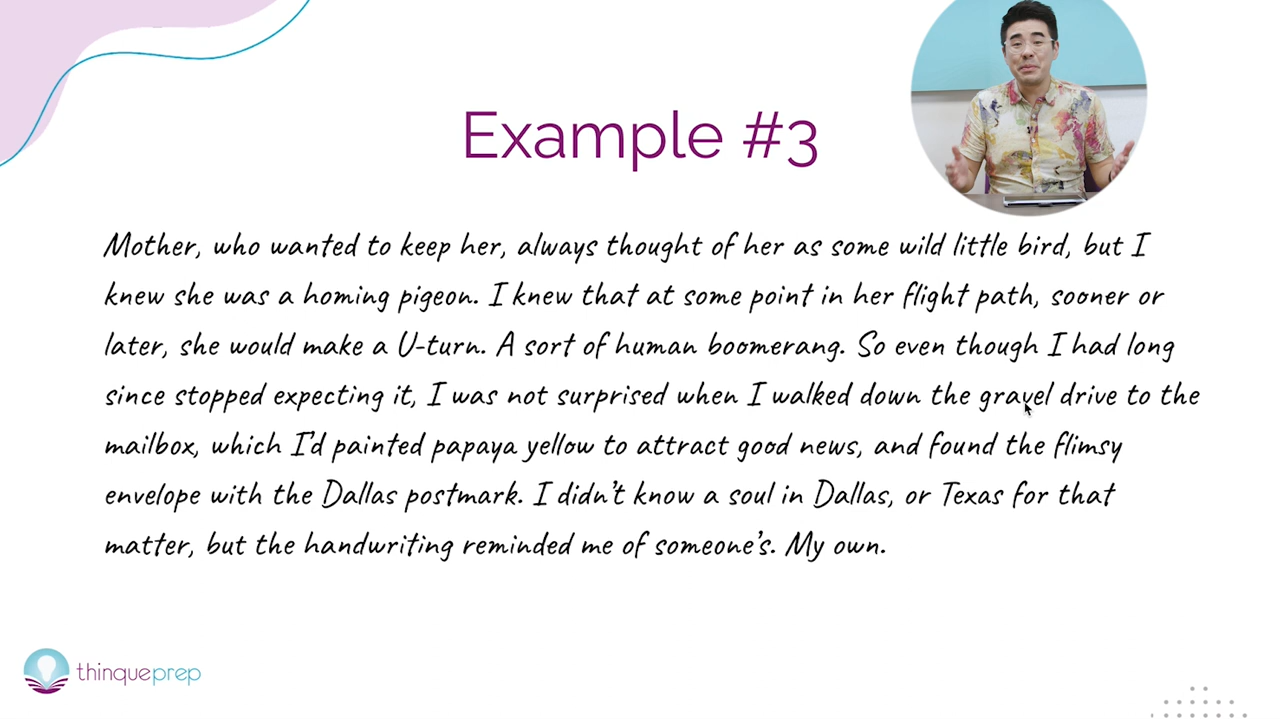 Example #3
Mother, who wanted to keep her, always thought of her as some wild little bird, but I
knew she was a homing pigeon. I knew that at some point in her flight path, sooner or
later, she would make a U-turn. A sort of human boomerang. So even though I had long
since stopped expecting it, I was not surprised when I walked down the gravel drive to the
mailbox, which I'd painted papaya yellow to attract good news, and found the flimsy
envelope with the Dallas postmark. I didn't know a soul in Dallas, or Texas for that
matter, but the handwriting reminded me of someone's. My own.
thinqueprep